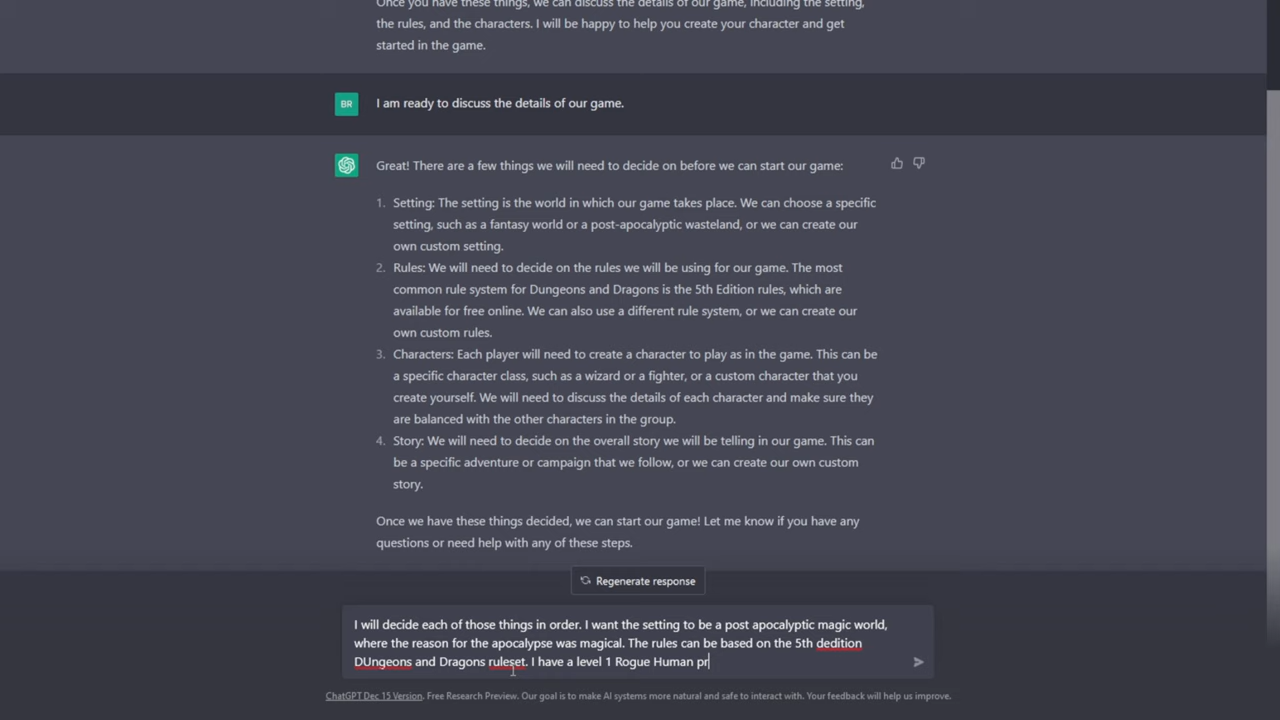 Once you have these things, we can discuss the details of our game, including the setting,
the rules, and the characters. I will be happy to help you create your character and get
started in the game.
BR
I am ready to discuss the details of our game.
Great! There are a few things we will need to decide on before we can start our game:
1. Setting: The setting is the world in which our game takes place. We can choose a specific
setting, such as a fantasy world or a post-apocalyptic wasteland, or we can create our
own custom setting.
2. Rules: We will need to decide on the rules we will be using for our game. The most
common rule system for Dungeons and Dragons is the 5th Edition rules, which are
available for free online. We can also use a different rule system, or we can create our
own custom rules.
3. Characters: Each player will need to create a character to play as in the game. This can be
a specific character class, such as a wizard or a fighter, or a custom character that you
create yourself. We will need to discuss the details of each character and make sure they
are balanced with the other characters in the group.
4. Story: We will need to decide on the overall story we will be telling in our game. This can
be a specific adventure or campaign that we follow, or we can create our own custom
story.
Once we have these things decided, we can start our game! Let me know if you have any
questions or need help with any of these steps.
Regenerate response
I will decide each of those things in order. I want the setting to be a post apocalyptic magic world,
where the reason for the apocalypse was magical. The rules can be based on the 5th dedition
DUngeons and Dragons ruleset. I have a level 1 Rogue Human pr
ChatGPT Dec 15 Version. Free Research Preview. Our goal is to make AI systems more natural and safe to interact with. Your feedback will help us improve.